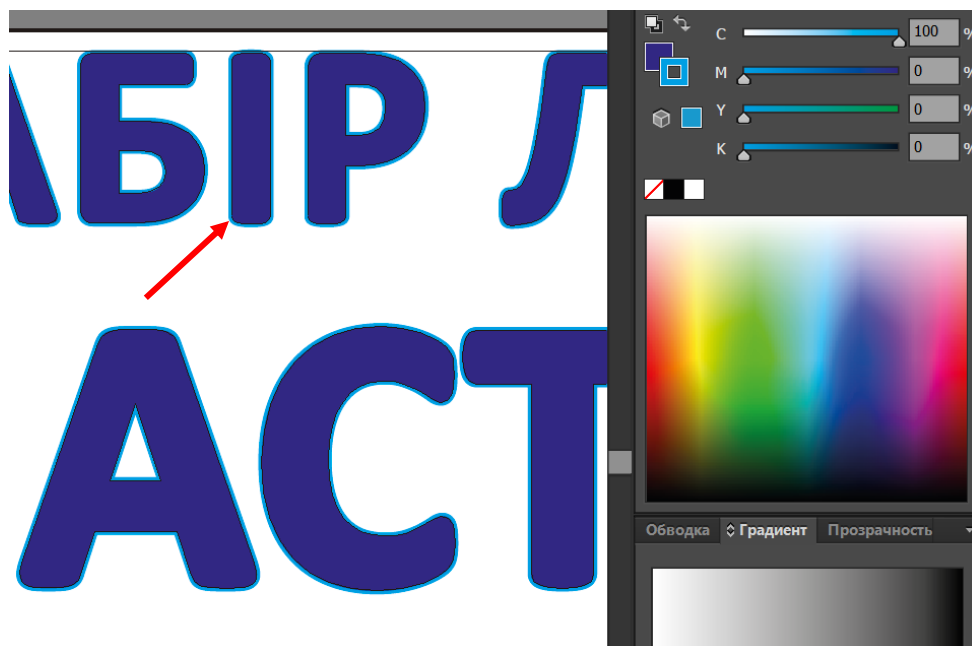 АБІР Л
АСТ
C 100 %
M 0 %
Y 0 %
K 0 %
Обводка Градиент Прозрачность